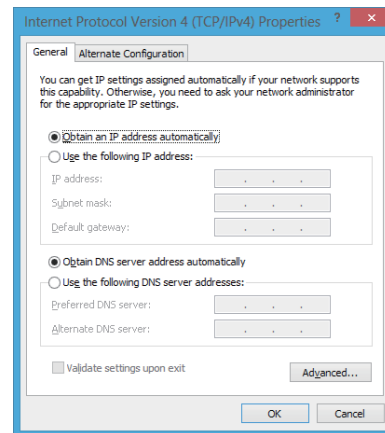 Internet Protocol Version 4 (TCP/IPv4) Properties ? ×
General Alternate Configuration
You can get IP settings assigned automatically if your network supports
this capability. Otherwise, you need to ask your network administrator
for the appropriate IP settings.
Obtain an IP address automatically
Use the following IP address:
IP address: . . .
Subnet mask: . . .
Default gateway: . . .
Obtain DNS server address automatically
Use the following DNS server addresses:
Preferred DNS server: . . .
Alternate DNS server: . . .
Validate settings upon exit
Advanced...
OK Cancel